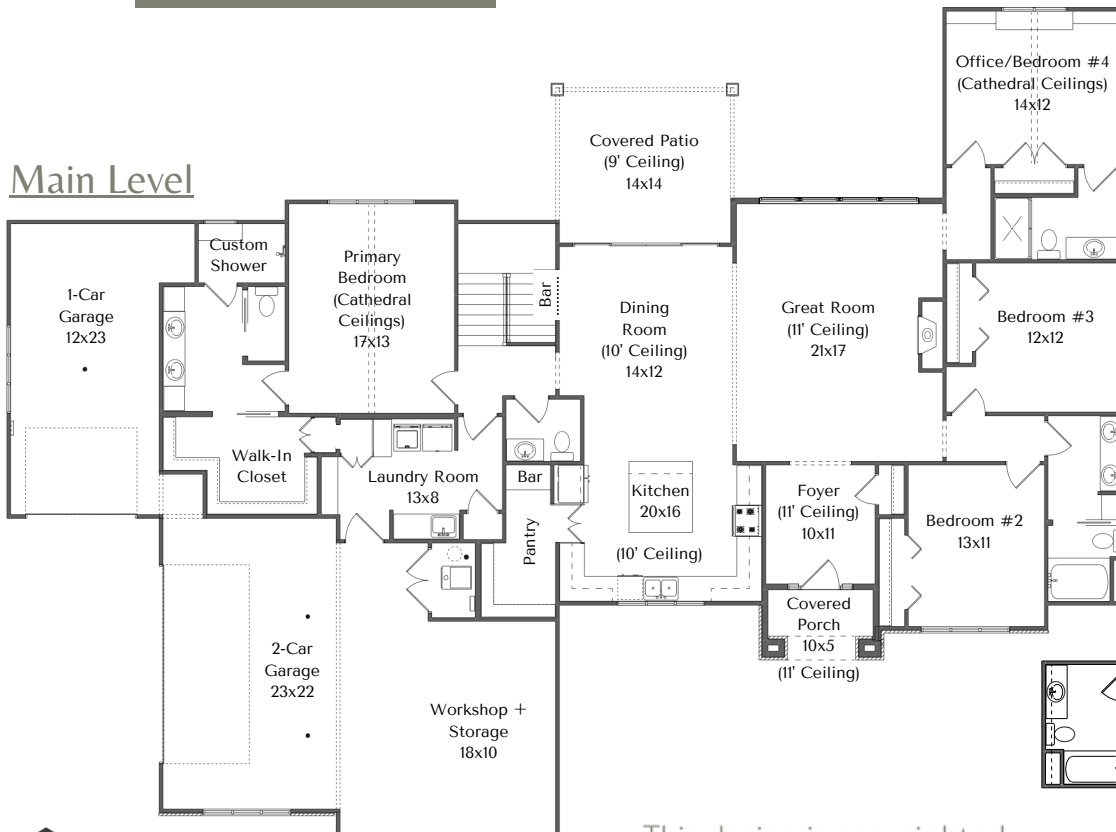 Main Level
Office/Bedroom #4
(Cathedral Ceilings)
14x12
Covered Patio
(9' Ceiling)
14x14
Custom
Shower
Primary
Bedroom
(Cathedral
Ceilings)
17x13
1-Car
Garage
12x23
Bar
Dining
Room
(10' Ceiling)
14x12
Great Room
(11' Ceiling)
21x17
Bedroom #3
12x12
Walk-In
Closet
Laundry Room
13x8
Bar
Pantry
Kitchen
20x16
(10' Ceiling)
Foyer
(11' Ceiling)
10x11
Bedroom #2
13x11
Covered
Porch
10x5
(11' Ceiling)
2-Car
Garage
23x22
Workshop +
Storage
18x10
This design is